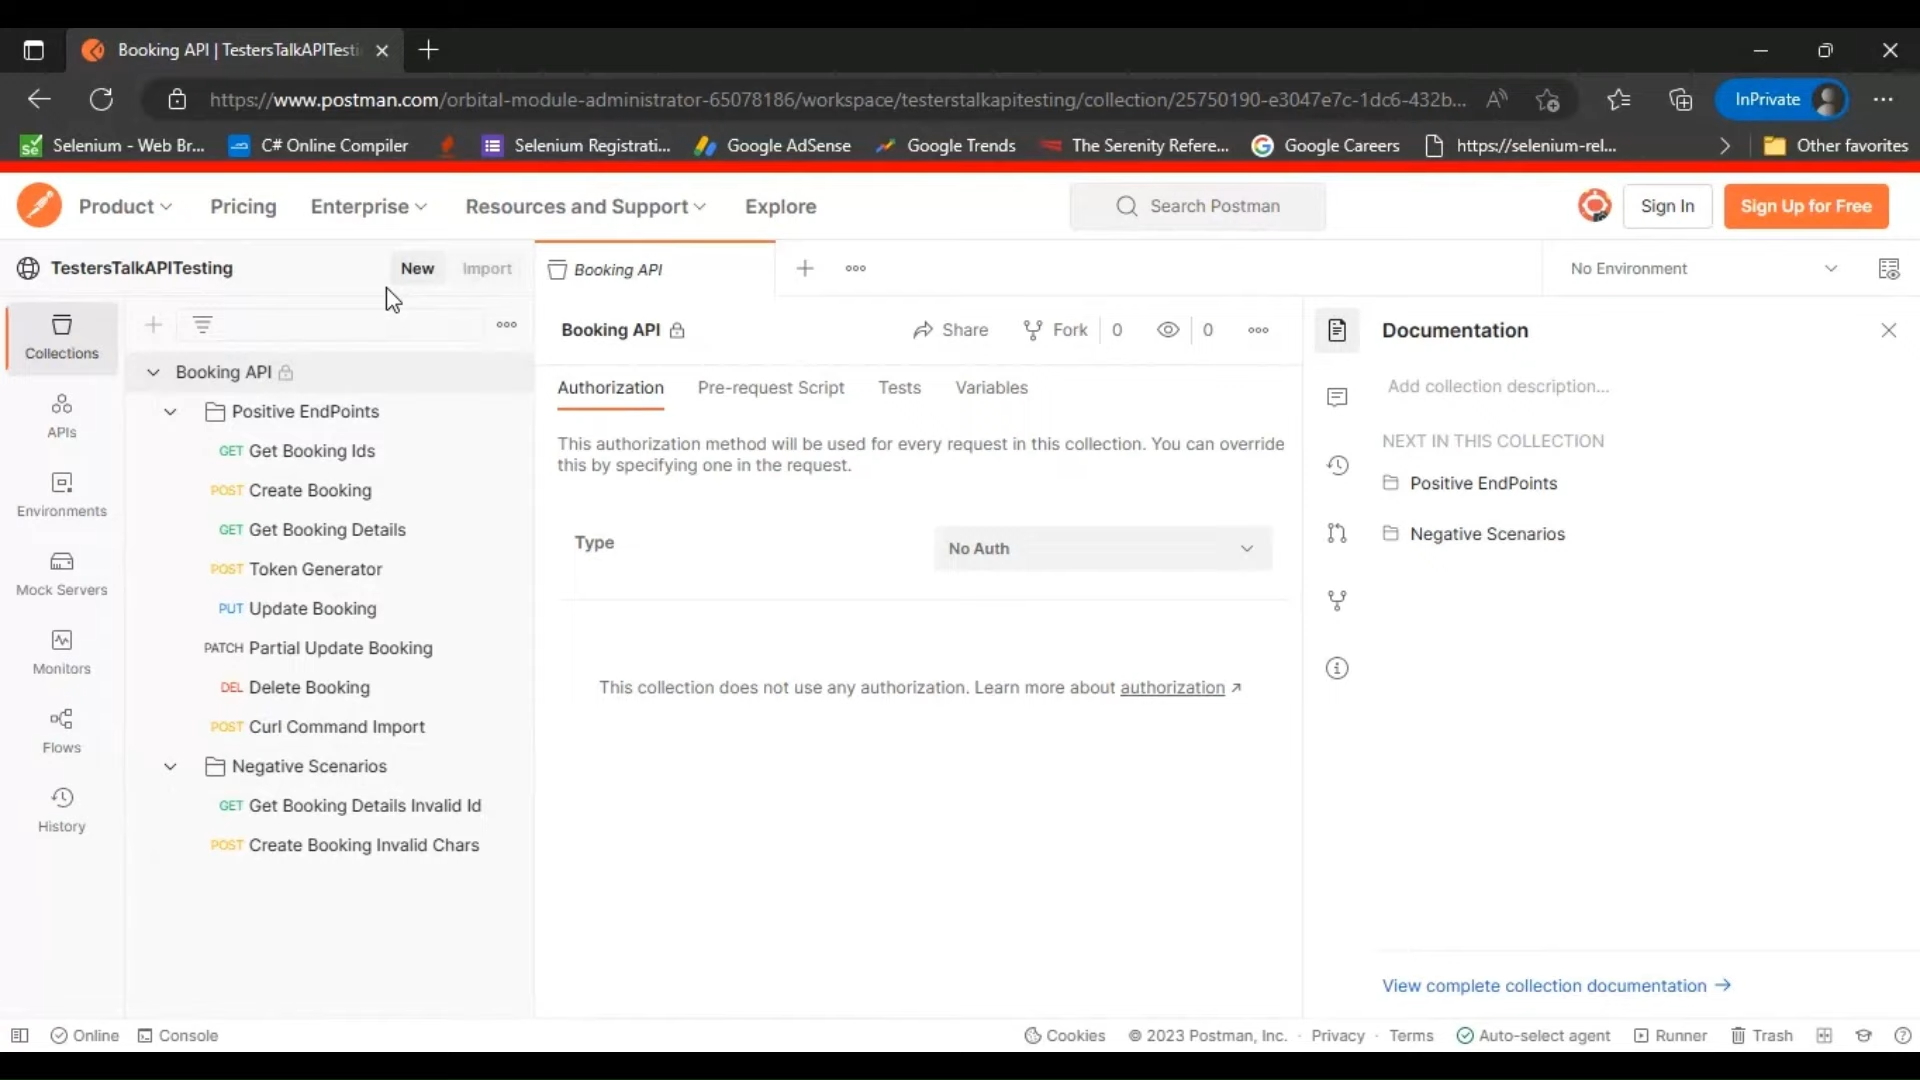 Booking API | TestersTalkAPITesti
https://www.postman.com/orbital-module-administrator-65078186/workspace/testerstalkapitesting/collection/25750190-e3047e7c-1dc6-432b...
InPrivate
Selenium - Web Br...
C# Online Compiler
Selenium Registrati...
Google AdSense
Google Trends
The Serenity Refere...
Google Careers
https://selenium-rel...
Other favorites
Product
Pricing
Enterprise
Resources and Support
Explore
Search Postman
Sign In
Sign Up for Free
TestersTalkAPITesting
New
Import
Booking API
No Environment
Collections
APIs
Environments
Mock Servers
Monitors
Flows
History
Booking API
Positive EndPoints
GET Get Booking Ids
POST Create Booking
GET Get Booking Details
POST Token Generator
PUT Update Booking
PATCH Partial Update Booking
DEL Delete Booking
POST Curl Command Import
Negative Scenarios
GET Get Booking Details Invalid Id
POST Create Booking Invalid Chars
Booking API
Share
Fork
0
0
Authorization
Pre-request Script
Tests
Variables
This authorization method will be used for every request in this collection. You can override
this by specifying one in the request.
Type
No Auth
This collection does not use any authorization. Learn more about authorization
Documentation
Add collection description...
NEXT IN THIS COLLECTION
Positive EndPoints
Negative Scenarios
View complete collection documentation
Online
Console
Cookies
© 2023 Postman, Inc. · Privacy · Terms
Auto-select agent
Runner
Trash